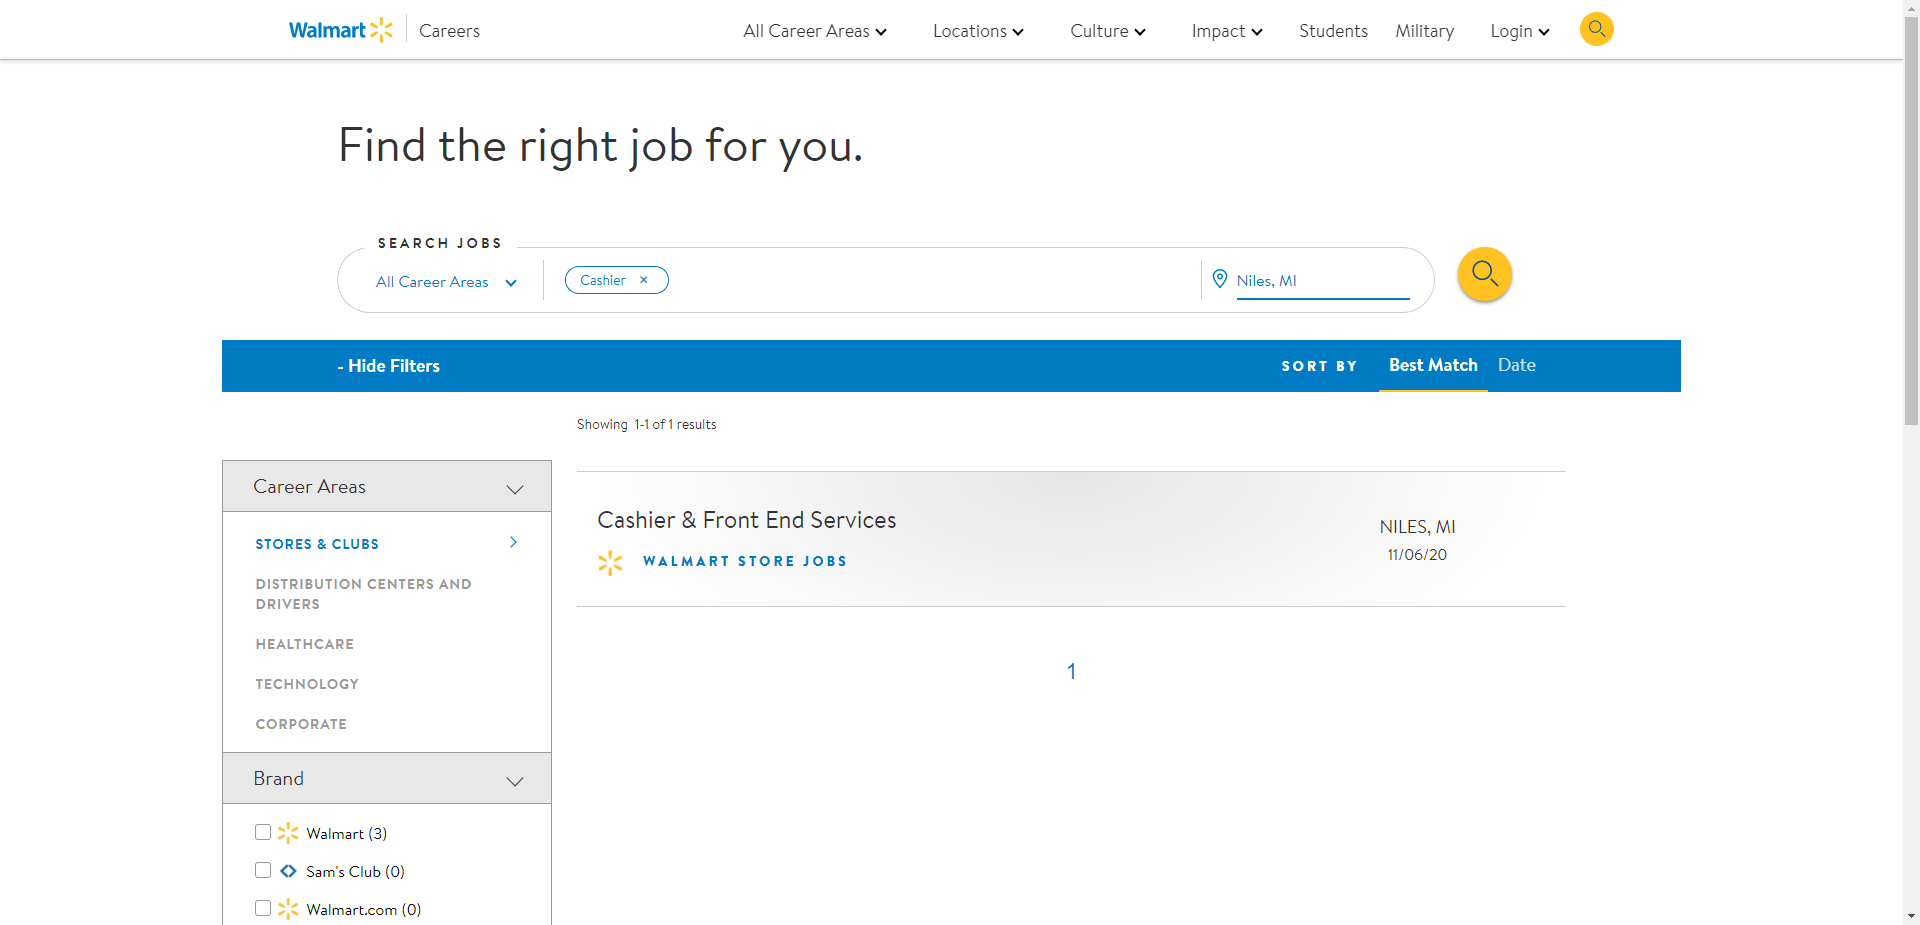 Walmart Careers All Career Areas Locations Culture Impact Students Military Login
Find the right job for you.
SEARCH JOBS
All Career Areas Cashier × Niles, MI
- Hide Filters SORT BY Best Match Date
Showing 1-1 of 1 results
Career Areas
STORES & CLUBS
DISTRIBUTION CENTERS AND
DRIVERS
HEALTHCARE
TECHNOLOGY
CORPORATE
Brand
Walmart (3)
Sam's Club (0)
Walmart.com (0)
Cashier & Front End Services
WALMART STORE JOBS
NILES, MI
11/06/20
1